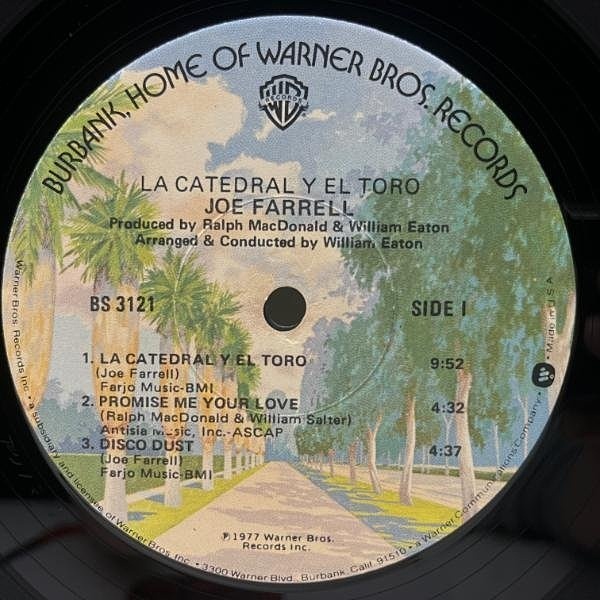 BURBANK, HOME OF WARNER BROS. RECORDS
WB
RECORDS
LA CATEDRAL Y EL TORO
JOE FARRELL
Produced by Ralph MacDonald & William Eaton
Arranged & Conducted by William Eaton
BS 3121
SIDE I
1. LA CATEDRAL Y EL TORO 9:52
(Joe Farrell)
Farjo Music-BMI
2. PROMISE ME YOUR LOVE 4:32
(Ralph MacDonald & William Salter)
Antisia Music, Inc.-ASCAP
3. DISCO DUST 4:37
(Joe Farrell)
Farjo Music-BMI
℗1977 Warner Bros.
Records Inc.
Warner Bros. Records Inc. • a subsidiary and licensee of Warner Bros. Inc. • 3300 Warner Blvd., Burbank, Calif. 91510 • a Warner Communications Company • Made in U.S.A.